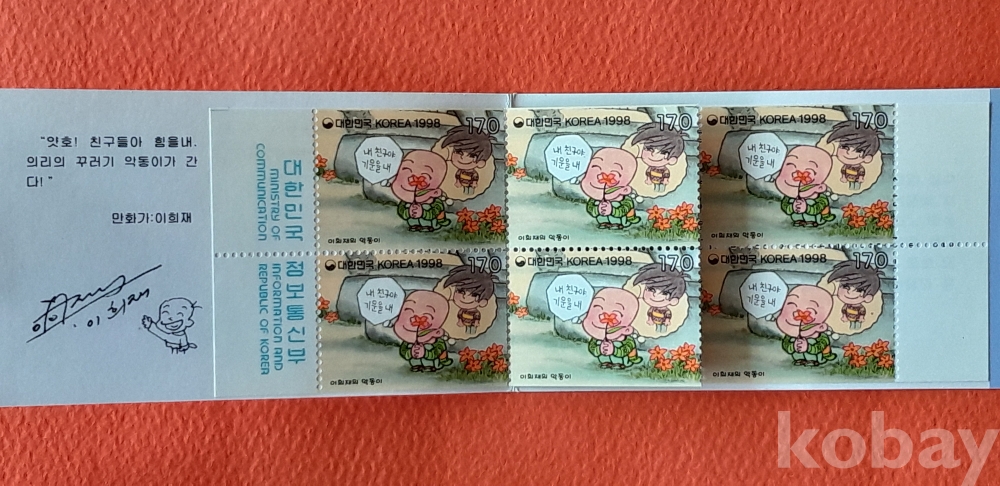 "얏호! 친구들아 힘을내.
의리의 꾸러기 악동이가 간
다!"
만화가:이희재
이희재
대한민국
MINISTRY OF
COMMUNICATION
정보통신부
INFORMATION AND
REPUBLIC OF KOREA
대한민국 KOREA 1998 170
내 친구야
기운을 내
이희재의 악동이
대한민국 KOREA 1998 170
내 친구야
기운을 내
이희재의 악동이
대한민국 KOREA 1998 170
내 친구야
기운을 내
이희재의 악동이
대한민국 KOREA 1998 170
내 친구야
기운을 내
이희재의 악동이
대한민국 KOREA 1998 170
내 친구야
기운을 내
이희재의 악동이
대한민국 KOREA 1998 170
내 친구야
기운을 내
이희재의 악동이
kobay